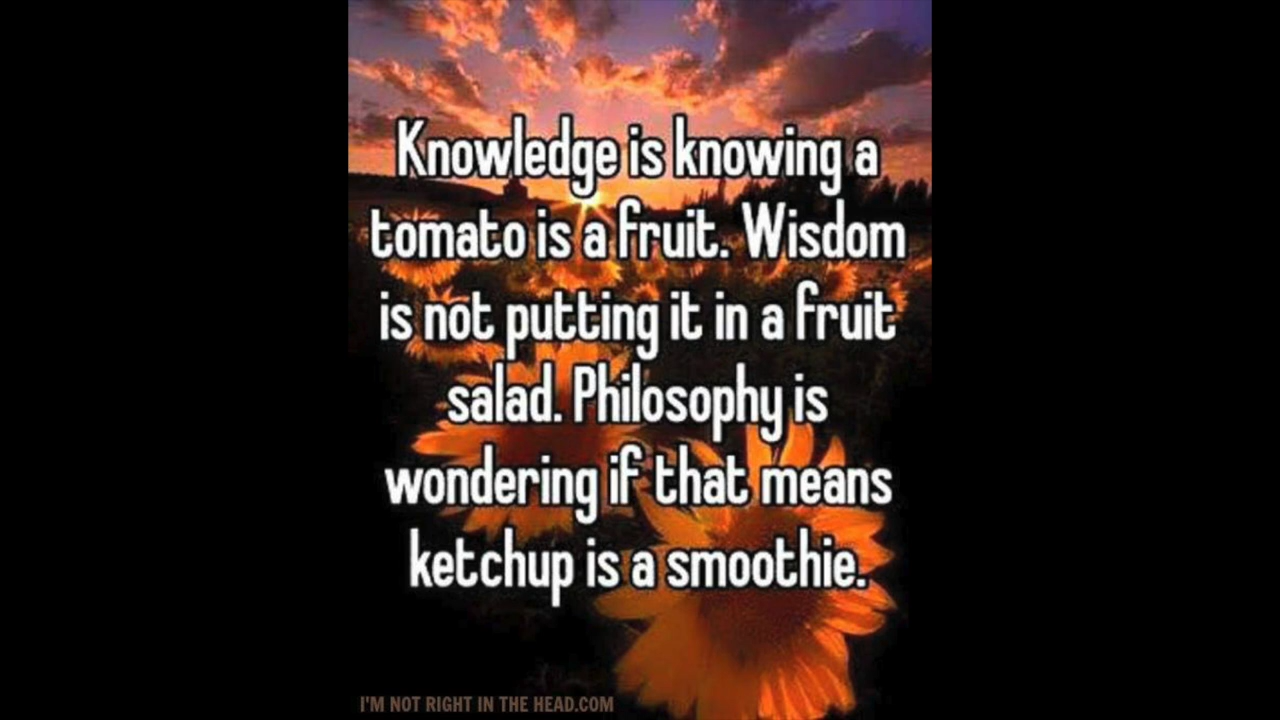 Knowledge is knowing a
tomato is a fruit. Wisdom
is not putting it in a fruit
salad. Philosophy is
wondering if that means
ketchup is a smoothie.
I'M NOT RIGHT IN THE HEAD.COM